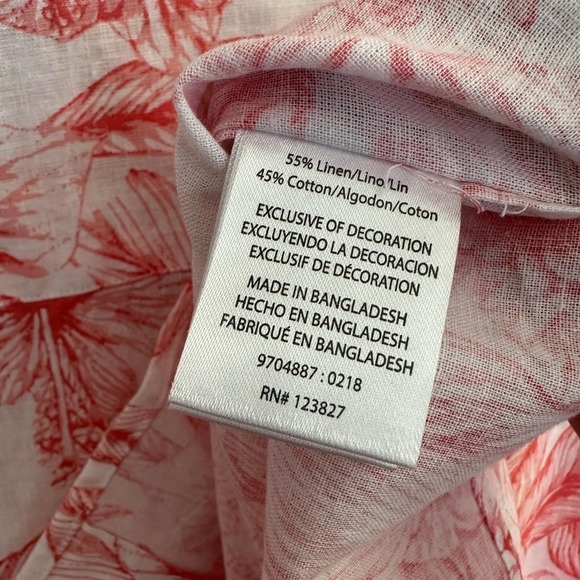 55% Linen/Lino/Lin
45% Cotton/Algodon/Coton
EXCLUSIVE OF DECORATION
EXCLUYENDO LA DECORACION
EXCLUSIF DE DÉCORATION
MADE IN BANGLADESH
HECHO EN BANGLADESH
FABRIQUÉ EN BANGLADESH
9704887 : 0218
RN# 123827